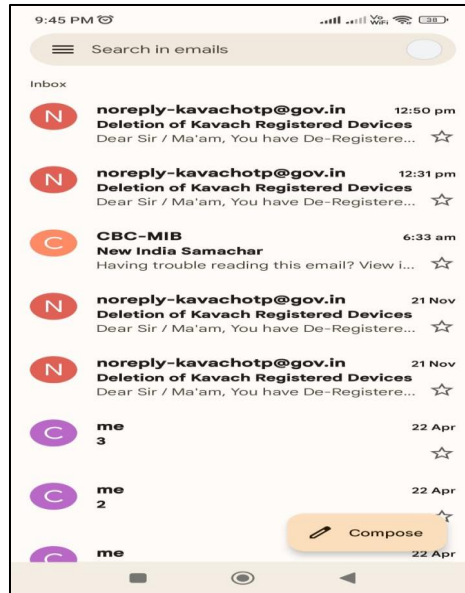 9:45 PM
Vo WiFi 38
Search in emails
Inbox
N
noreply-kavachotp@gov.in 12:50 pm
Deletion of Kavach Registered Devices
Dear Sir / Ma'am, You have De-Registere...
N
noreply-kavachotp@gov.in 12:31 pm
Deletion of Kavach Registered Devices
Dear Sir / Ma'am, You have De-Registere...
C
CBC-MIB 6:33 am
New India Samachar
Having trouble reading this email? View i...
N
noreply-kavachotp@gov.in 21 Nov
Deletion of Kavach Registered Devices
Dear Sir / Ma'am, You have De-Registere...
N
noreply-kavachotp@gov.in 21 Nov
Deletion of Kavach Registered Devices
Dear Sir / Ma'am, You have De-Registere...
C
me 22 Apr
3
C
me 22 Apr
2
Compose
C
me 22 Apr